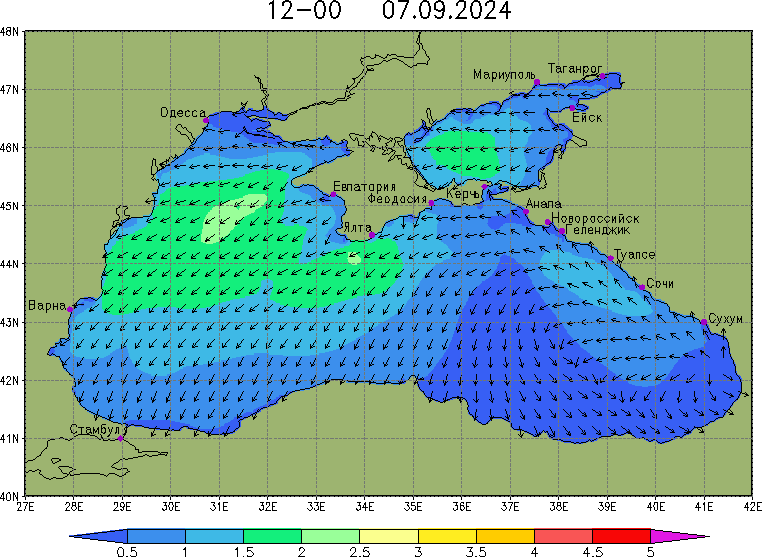 12-00 07.09.2024
48N
47N
46N
45N
44N
43N
42N
41N
40N
Таганрог
Мариуполь
Ейск
Одесса
Евпатория
Феодосия
Керчь
Анапа
Новороссийск
Геленджик
Ялта
Туапсе
Сочи
Варна
Сухум
Стамбул
27E 28E 29E 30E 31E 32E 33E 34E 35E 36E 37E 38E 39E 40E 41E 42E
0.5 1 1.5 2 2.5 3 3.5 4 4.5 5